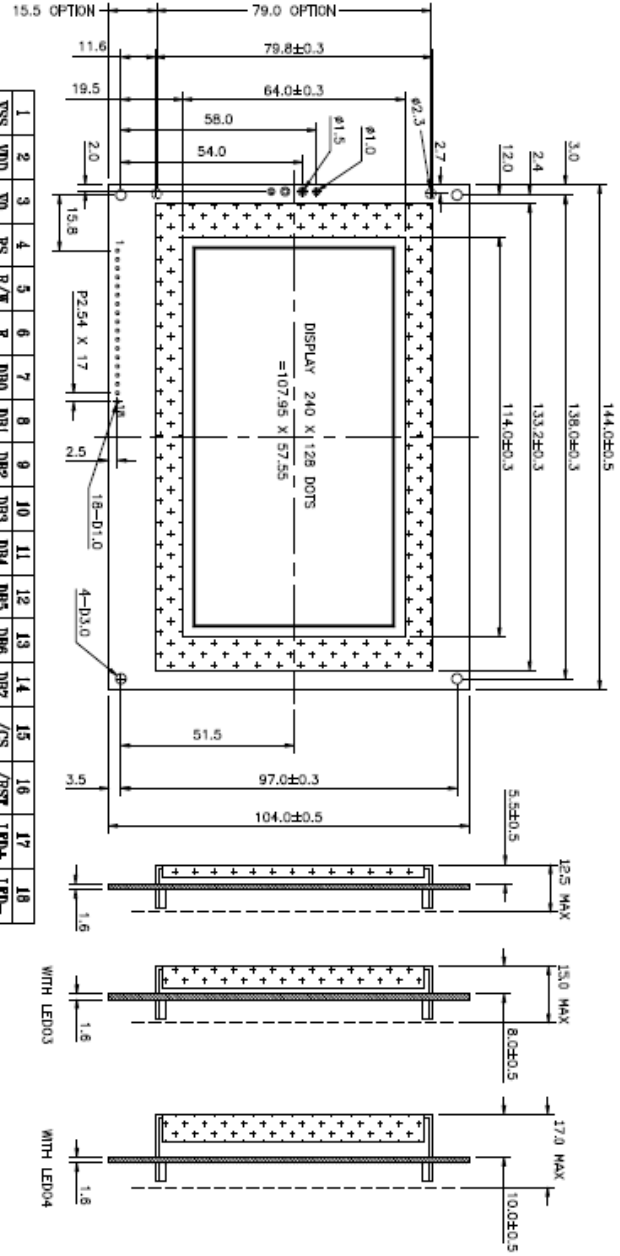 3.0
144.0±0.5
138.0±0.3
2.4
133.2±0.3
12.0
114.0±0.3
15.5 OPTION
79.0 OPTION
11.6
79.8±0.3
19.5
64.0±0.3
58.0
54.0
ø2.3
ø1.0
ø1.5
2.7
2.0
15.8
1
18
P2.54 X 17
2.5
18-D1.0
4-D3.0
DISPLAY 240 X 128 DOTS
=107.95 X 57.55
51.5
3.5
97.0±0.3
104.0±0.5
5.5±0.5
12.5 MAX
1.6
15.0 MAX
8.0±0.5
1.6
WITH LED03
17.0 MAX
10.0±0.5
1.6
WITH LED04
1 2 3 4 5 6 7 8 9 10 11 12 13 14 15 16 17 18
VSS VDD V0 RS R/W E DB0 DB1 DB2 DB3 DB4 DB5 DB6 DB7 /CS /RST LED+ LED-